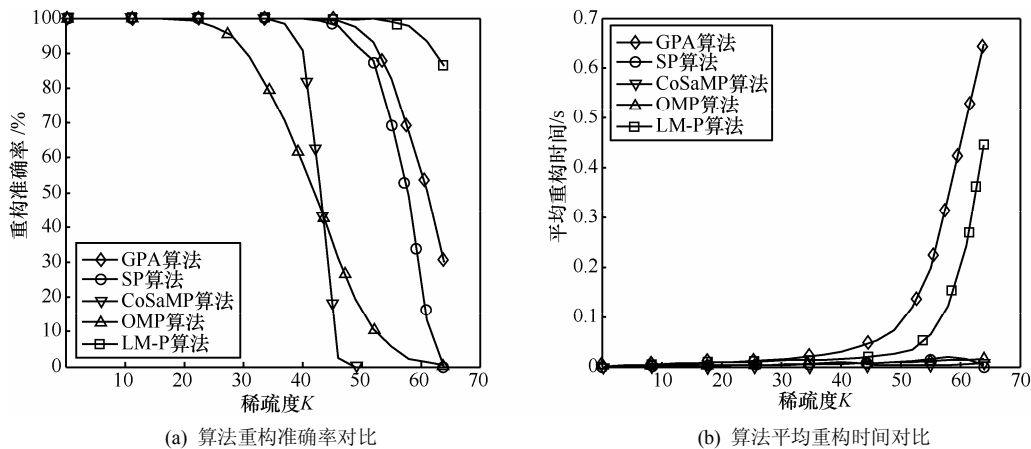 100
90
80
70
60
50
40
30
20
10
0
重构准确率 /%
GPA算法
SP算法
CoSaMP算法
OMP算法
LM-P算法
10 20 30 40 50 60 70
稀疏度K
(a) 算法重构准确率对比
0.7
0.6
0.5
0.4
0.3
0.2
0.1
0
平均重构时间/s
GPA算法
SP算法
CoSaMP算法
OMP算法
LM-P算法
10 20 30 40 50 60 70
稀疏度K
(b) 算法平均重构时间对比